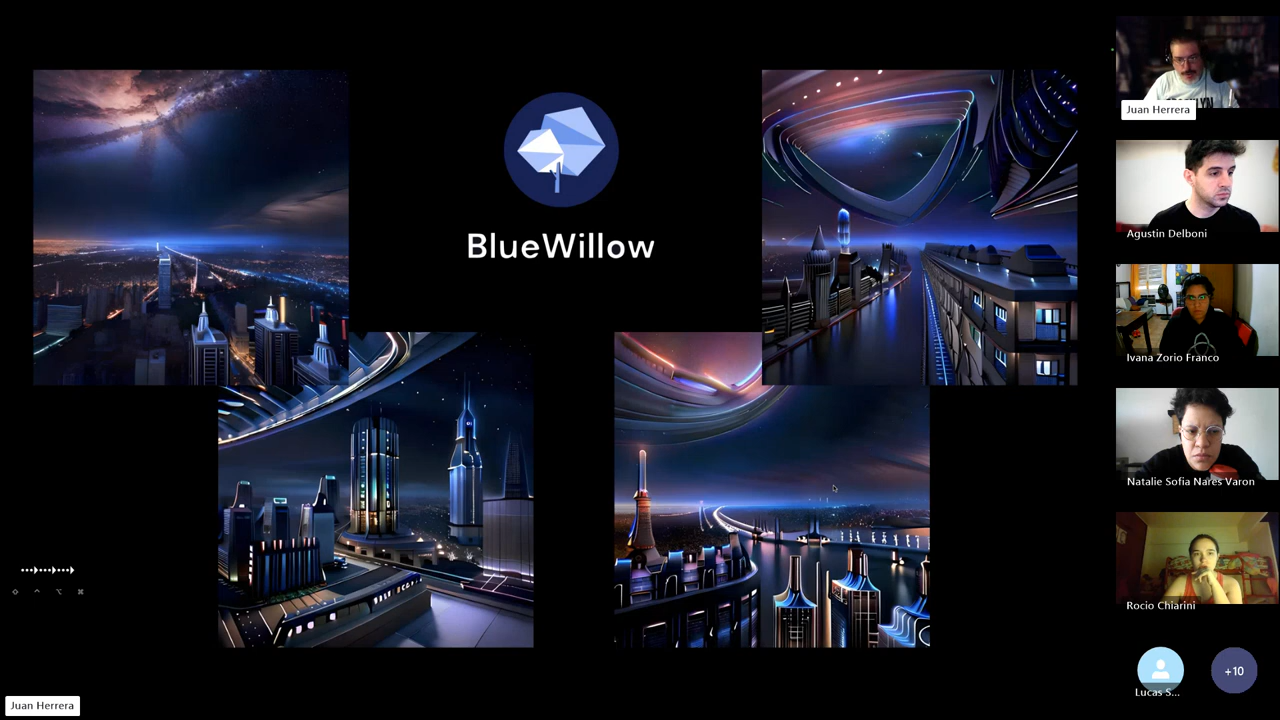 BlueWillow
⇧ ^ ⌥ ⌘
Juan Herrera
Juan Herrera
Agustin Delboni
Ivana Zorio Franco
Natalie Sofia Nares Varon
Rocio Chiarini
Lucas S...
+10